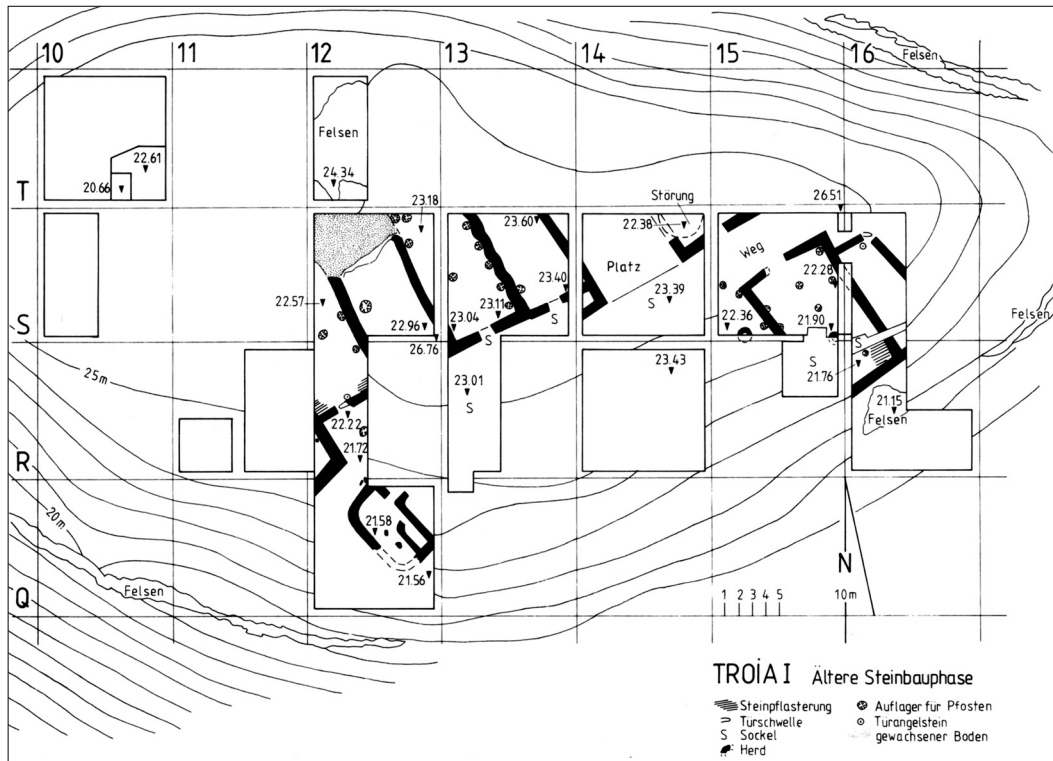 10 11 12 13 14 15 16
Felsen
Felsen
22.61
20.66
24.34
T
23.18
Störung
26.51
23.60
22.38
Weg
Platz
22.28
23.40
23.39
22.57
S
23.11
S
22.96
23.04
S
22.36
21.90
S
26.76
S
S
Felsen
25m
23.01
23.43
21.76
S
22.22
21.15
Felsen
21.72
R
20m
21.58
21.56
N
Felsen
Q
1 2 3 4 5
10m
TROİA I Ältere Steinbauphase
Steinpflasterung
Auflager für Pfosten
Türschwelle
Türangelstein
S Sockel
gewachsener Boden
Herd